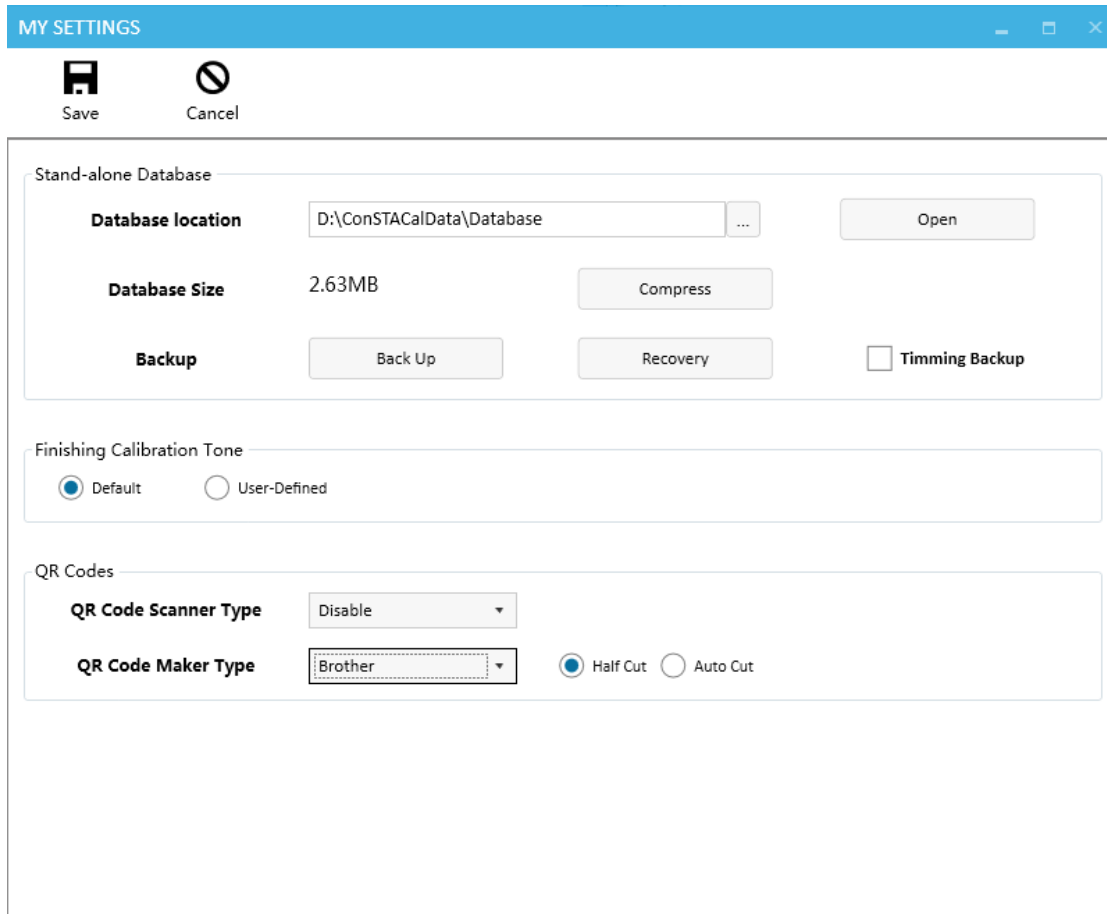 MY SETTINGS
Save Cancel
Stand-alone Database
Database location D:\ConSTACalData\Database ... Open
Database Size 2.63MB Compress
Backup Back Up Recovery Timming Backup
Finishing Calibration Tone
Default User-Defined
QR Codes
QR Code Scanner Type Disable
QR Code Maker Type Brother Half Cut Auto Cut